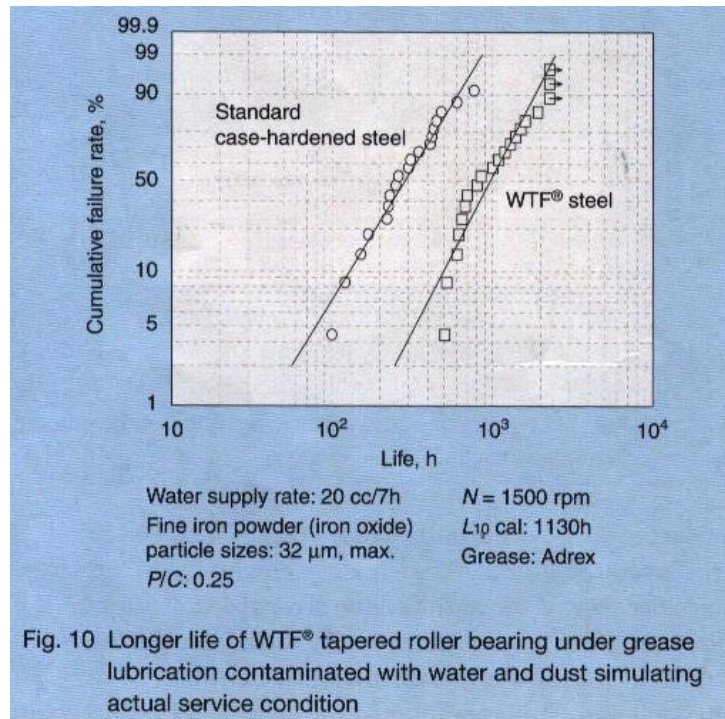 99.9
99
90
50
10
5
1
Cumulative failure rate, %
Standard
case-hardened steel
WTF® steel
10
10²
10³
10⁴
Life, h
Water supply rate: 20 cc/7h
Fine iron powder (iron oxide)
particle sizes: 32 μm, max.
P/C: 0.25
N = 1500 rpm
L₁₀ cal: 1130h
Grease: Adrex
Fig. 10 Longer life of WTF® tapered roller bearing under grease
lubrication contaminated with water and dust simulating
actual service condition